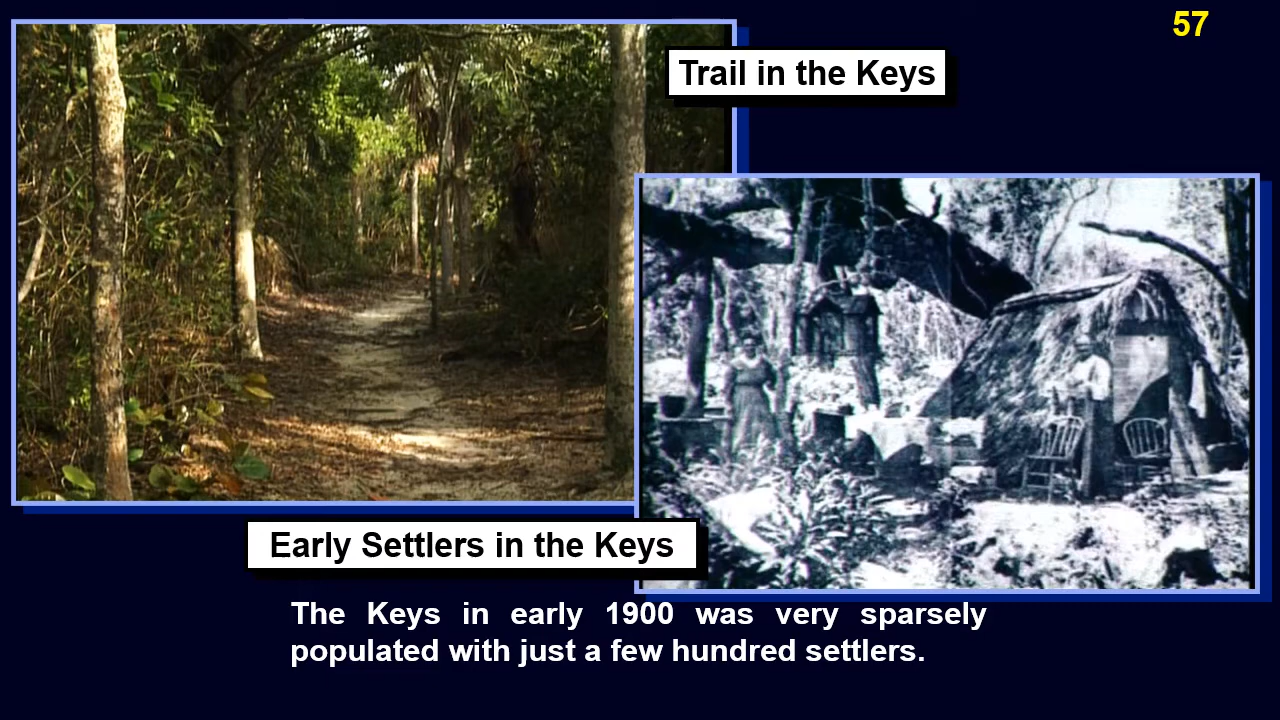 57
Trail in the Keys
Early Settlers in the Keys
The Keys in early 1900 was very sparsely
populated with just a few hundred settlers.